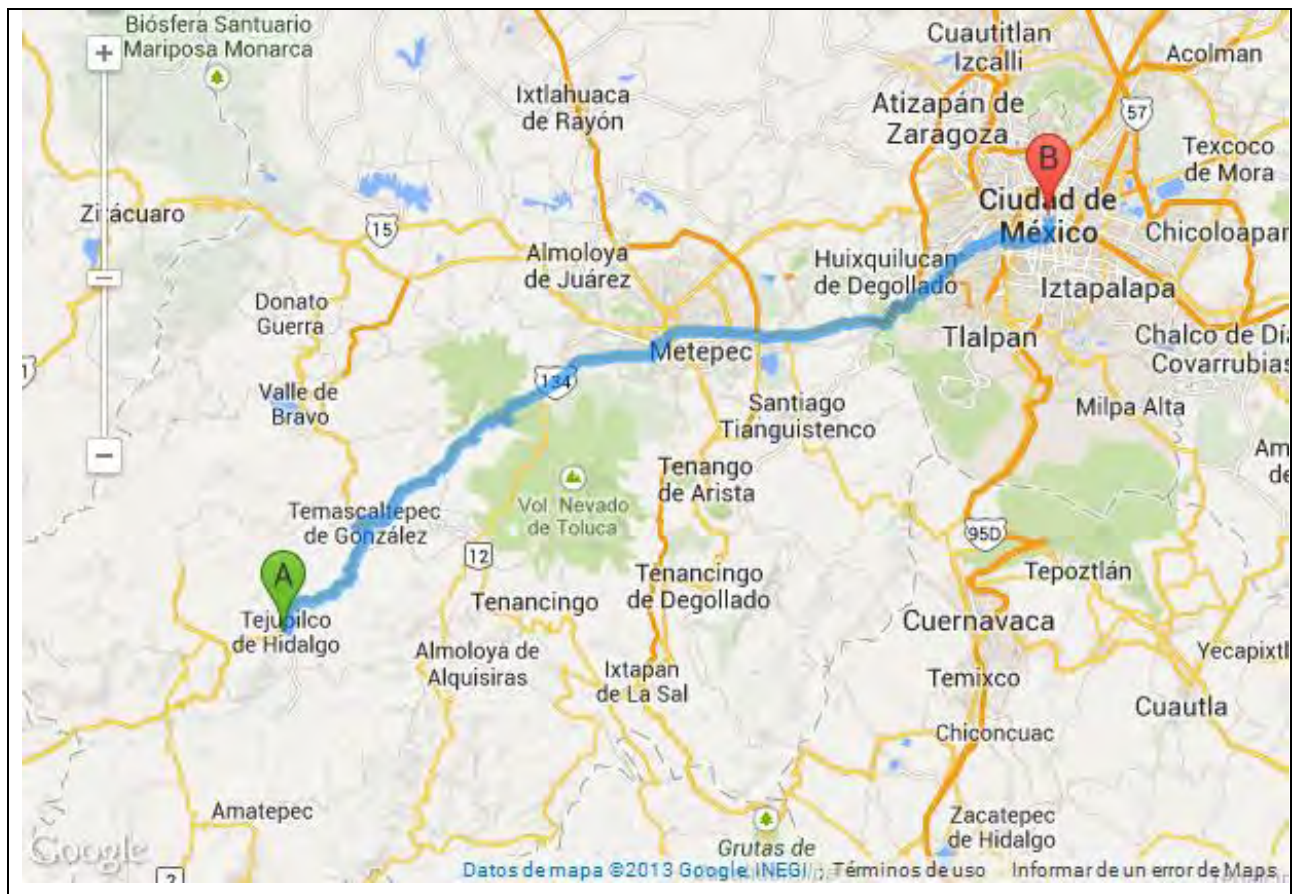 Biósfera Santuario
Mariposa Monarca
Cuautitlan
Izcalli
Acolman
Ixtlahuaca
de Rayón
Atizapán de
Zaragoza
57
Texcoco
de Mora
B
Zitácuaro
15
Ciudad de
México
Chicoloapan
Almoloya
de Juárez
Huixquilucan
de Degollado
Iztapalapa
Donato
Guerra
Tlalpan
Chalco de Día
Covarrubias
Metepec
134
Valle de
Bravo
Santiago
Tianguistenco
Milpa Alta
Tenango
de Arista
Am
de
Vol. Nevado
de Toluca
Temascaltepec
de González
95D
12
A
Tepoztlán
Tenancingo
Tenancingo
de Degollado
Tejupilco
de Hidalgo
Cuernavaca
Yecapixtl
Almoloya de
Alquisiras
Ixtapan
de La Sal
Temixco
Cuautla
Chiconcuac
Amatepec
Zacatepec
de Hidalgo
Grutas de
Google
2
Datos de mapa ©2013 Google, INEGI
Términos de uso
Informar de un error de Maps